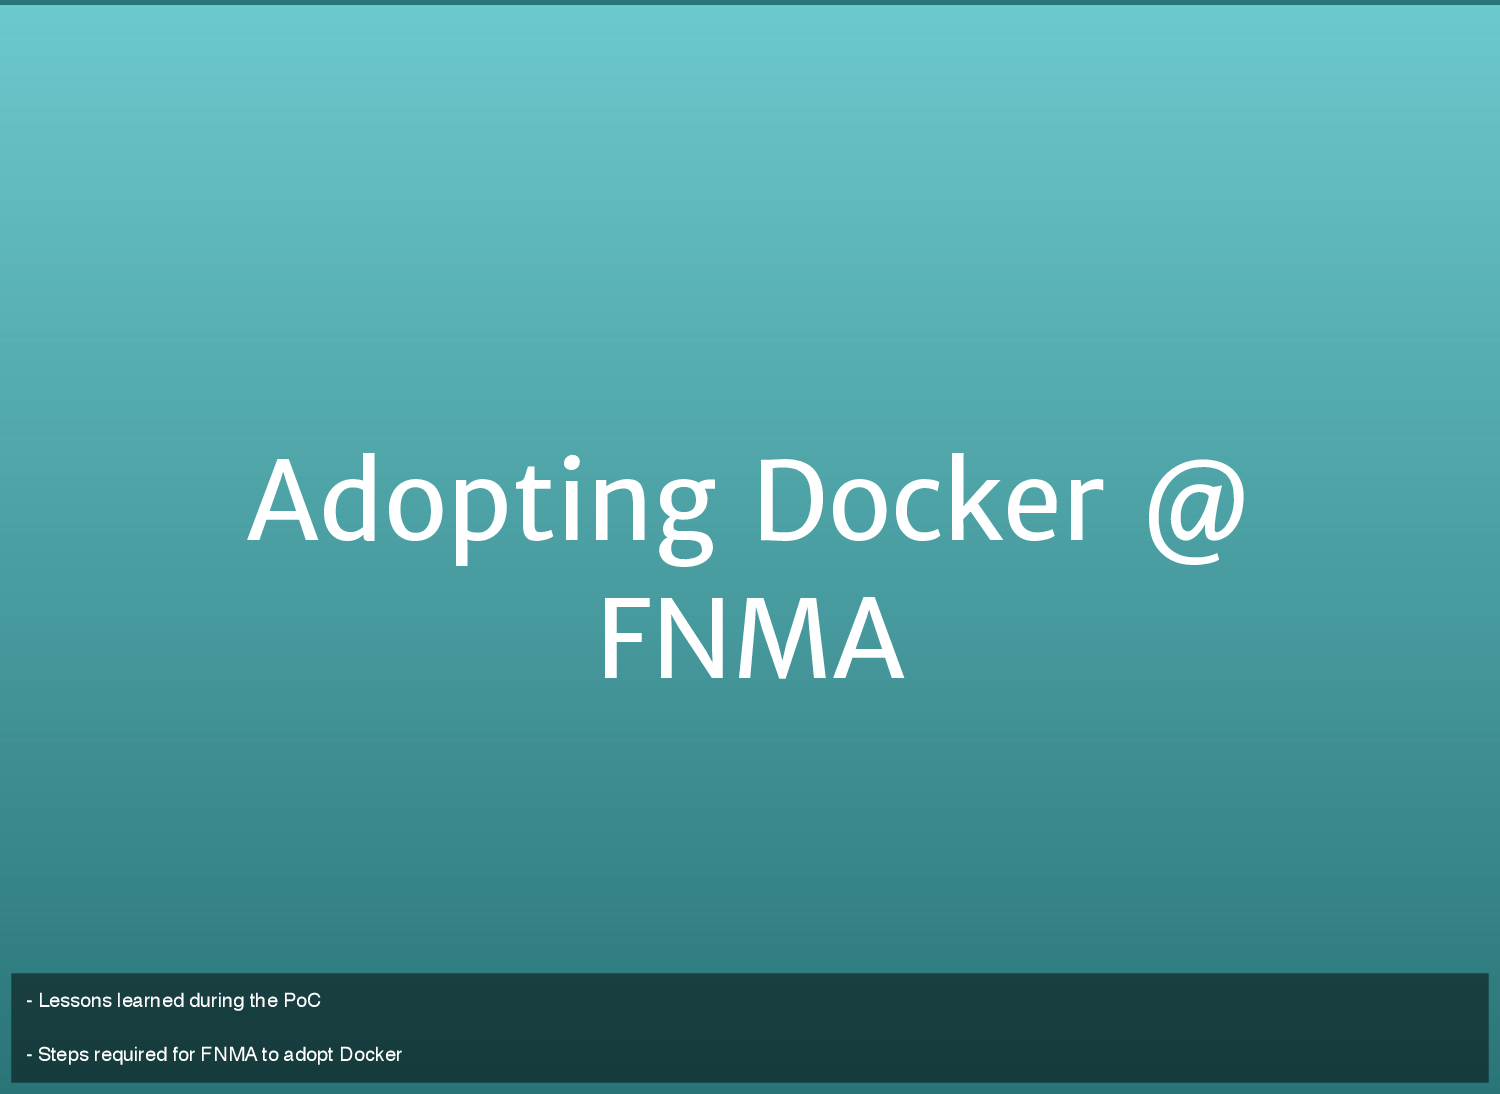 Adopting Docker @
FNMA
- Lessons learned during the PoC
- Steps required for FNMA to adopt Docker